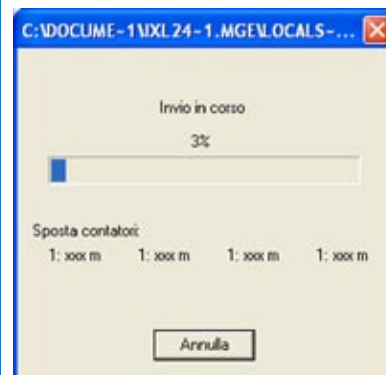 C:\DOCUME~1\IXL24~1.MGE\LOCALS~...
Invio in corso
3%
Sposta contatori:
1: xxx m 1: xxx m 1: xxx m 1: xxx m
Annulla